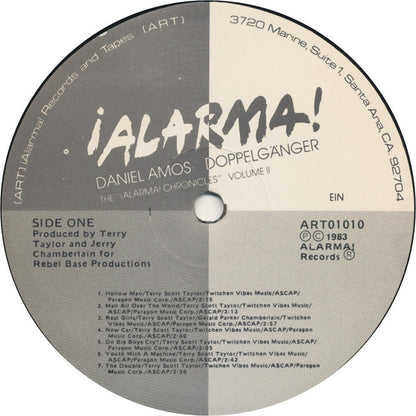 (ART) ¡Alarma! Records and Tapes (ART)
3720 Marine, Suite 1, Santa Ana, CA. 92704
¡ALARMA!
DANIEL AMOS DOPPELGÄNGER
THE "¡ALARMA! CHRONICLES" VOLUME II
EIN
SIDE ONE
Produced by Terry
Taylor and Jerry
Chamberlain for
Rebel Base Productions
ART01010
Ⓟ © 1983
ALARMA!
Records ®
1. Hollow Man/Terry Scott Taylor/Twitchen Vibes Music/ASCAP/
Paragon Music Corp./ASCAP/2:15
2. Mall All Over The World/Terry Scott Taylor/Twitchen Vibes Music/
ASCAP/Paragon Music Corp./ASCAP/3:13
3. Real Girls/Terry Scott Taylor/Gerald Parker Chamberlain/Twitchen
Vibes Music/ASCAP/Paragon Music Corp./ASCAP/2:57
4. New Car/Terry Scott Taylor/Twitchen Vibes Music/ASCAP/Paragon
Music Corp./ASCAP/2:50
5. Do Big Boys Cry?/Terry Scott Taylor/Twitchen Vibes Music/ASCAP/
Paragon Music Corp./ASCAP/3:05
6. Youth With A Machine/Terry Scott Taylor/Twitchen Vibes Music/
ASCAP/Paragon Music Corp./ASCAP/2:42
7. The Double/Terry Scott Taylor/Twitchen Vibes Music/ASCAP/Paragon
Music Corp./ASCAP/3:50